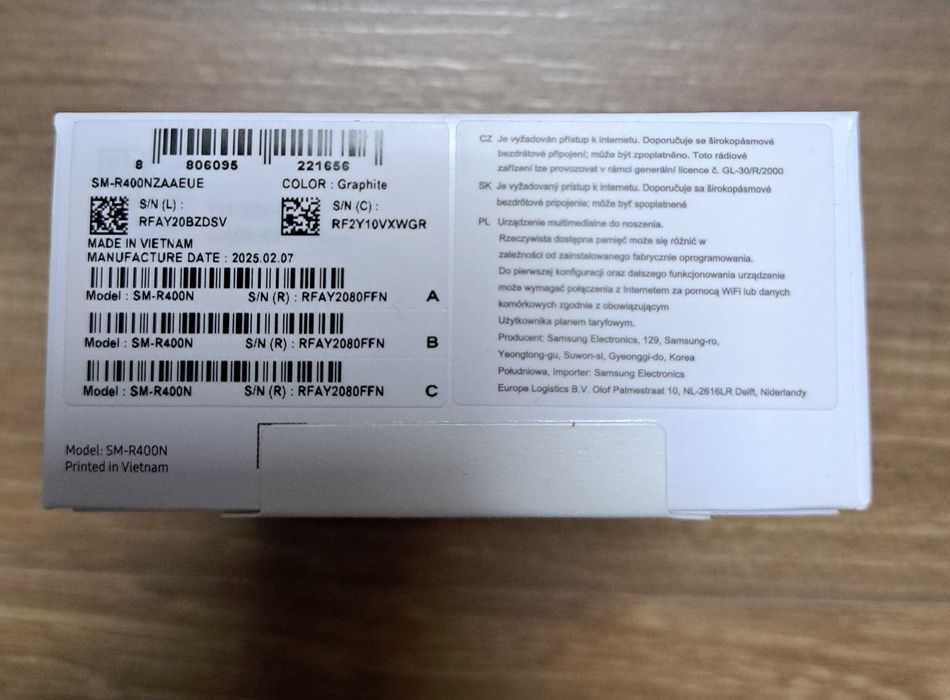 8 806095 221656
SM-R400NZAAEUE COLOR : Graphite
S/N (L) : S/N (C) :
RFAY20BZDSV RF2Y10VXWGR
MADE IN VIETNAM
MANUFACTURE DATE : 2025.02.07
Model : SM-R400N S/N (R) : RFAY2080FFN A
Model : SM-R400N S/N (R) : RFAY2080FFN B
Model : SM-R400N S/N (R) : RFAY2080FFN C
Model: SM-R400N
Printed in Vietnam
CZ Je vyžadován přístup k internetu. Doporučuje se širokopásmové
bezdrátové připojení; může být zpoplatněno. Toto rádiové
zařízení lze provozovat v rámci generální licence č. GL-30/R/2000
SK Je vyžadovaný prístup k internetu. Doporučuje sa širokopásmové
bezdrôtové pripojenie; môže byť spoplatnené
PL Urządzenie multimedialne do noszenia.
Rzeczywista dostępna pamięć może się różnić w
zależności od zainstalowanego fabrycznie oprogramowania.
Do pierwszej konfiguracji oraz dalszego funkcjonowania urządzenie
może wymagać połączenia z Internetem za pomocą WiFi lub danych
komórkowych zgodnie z obowiązującym
Użytkownika planem taryfowym.
Producent: Samsung Electronics, 129, Samsung-ro,
Yeongtong-gu, Suwon-si, Gyeonggi-do, Korea
Południowa, Importer: Samsung Electronics
Europe Logistics B.V. Olof Palmestraat 10, NL-2616LR Delft, Niderlandy